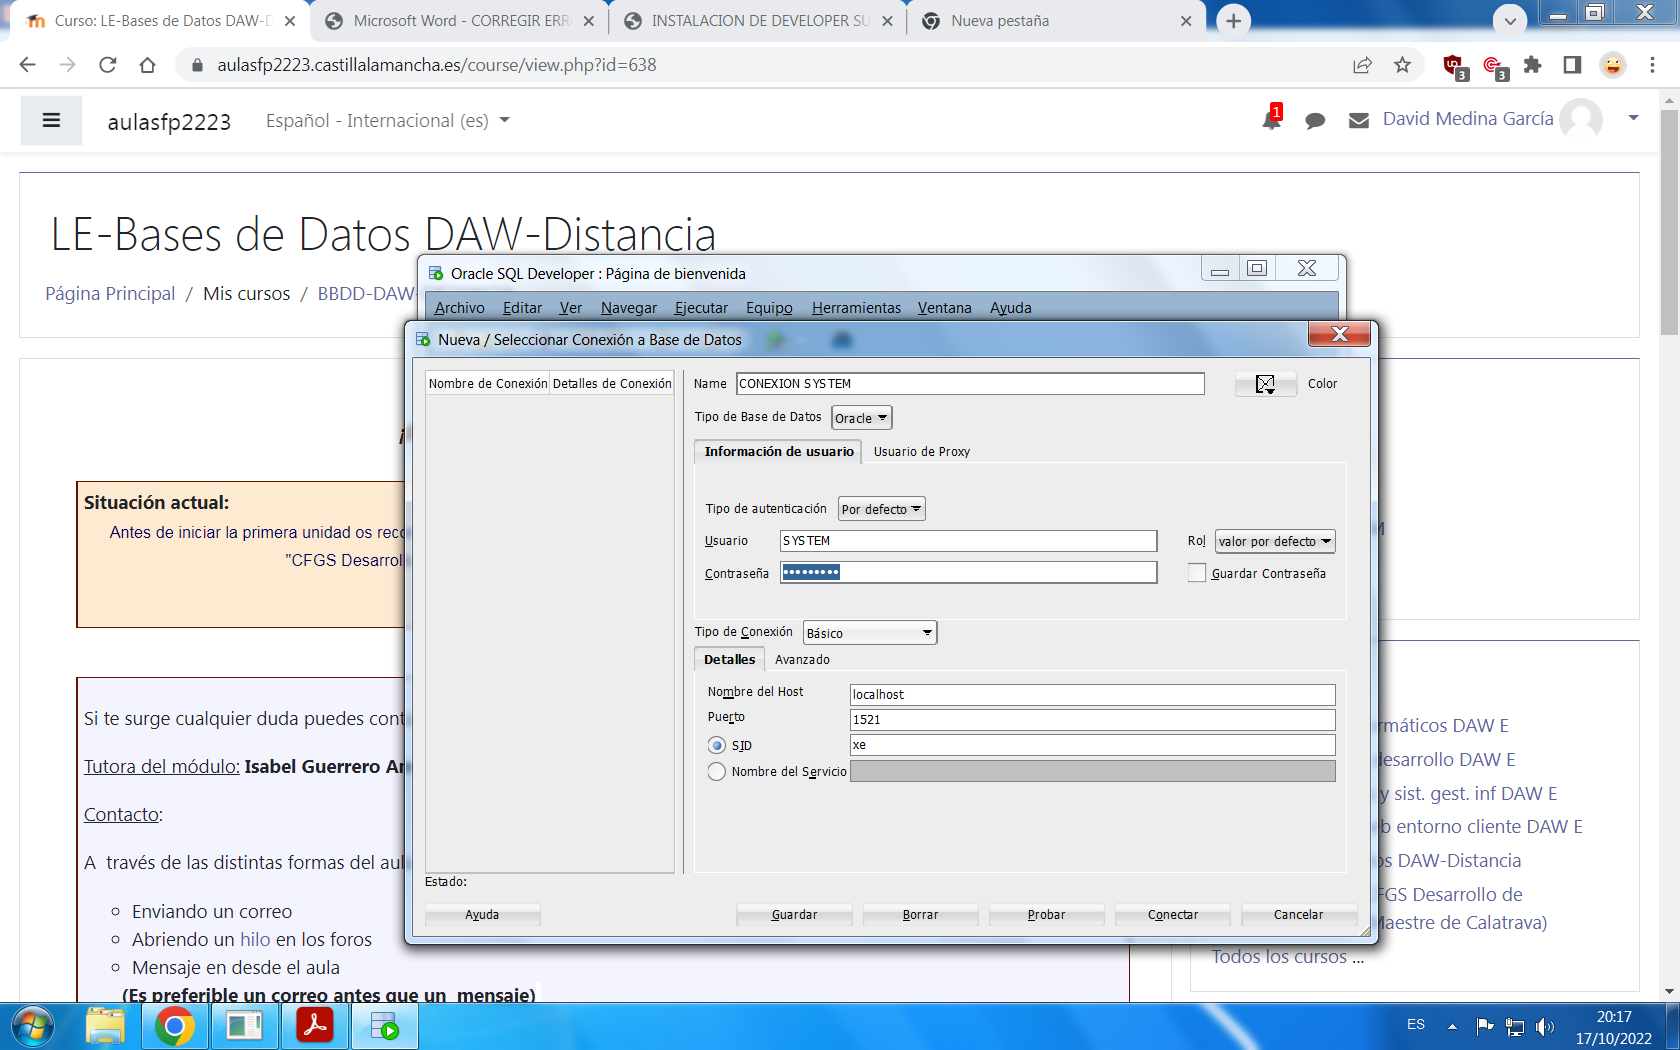 Curso: LE-Bases de Datos DAW-D
Microsoft Word - CORREGIR ERR
INSTALACION DE DEVELOPER SU
Nueva pestaña
aulasfp2223.castillalamancha.es/course/view.php?id=638
3
3
aulasfp2223
Español - Internacional (es)
1
David Medina García
LE-Bases de Datos DAW-Distancia
Página Principal / Mis cursos / BBDD-DAW-
Oracle SQL Developer : Página de bienvenida
Archivo Editar Ver Navegar Ejecutar Equipo Herramientas Ventana Ayuda
Nueva / Seleccionar Conexión a Base de Datos
Nombre de Conexión Detalles de Conexión
Name CONEXION SYSTEM
Color
Tipo de Base de Datos Oracle
Información de usuario Usuario de Proxy
Tipo de autenticación Por defecto
Usuario SYSTEM
Rol valor por defecto
Contraseña •••••••••
Guardar Contraseña
Tipo de Conexión Básico
Detalles Avanzado
Nombre del Host localhost
Puerto 1521
SID xe
Nombre del Servicio
Estado:
Ayuda Guardar Borrar Probar Conectar Cancelar
¡
Situación actual:
Antes de iniciar la primera unidad os reco
"CFGS Desarroll
Si te surge cualquier duda puedes cont
Tutora del módulo: Isabel Guerrero Ar
Contacto:
A través de las distintas formas del aul
Enviando un correo
Abriendo un hilo en los foros
Mensaje en desde el aula
(Es preferible un correo antes que un mensaje)
M
rmáticos DAW E
desarrollo DAW E
y sist. gest. inf DAW E
b entorno cliente DAW E
os DAW-Distancia
FGS Desarrollo de
Maestre de Calatrava)
Todos los cursos ...
ES
20:17
17/10/2022